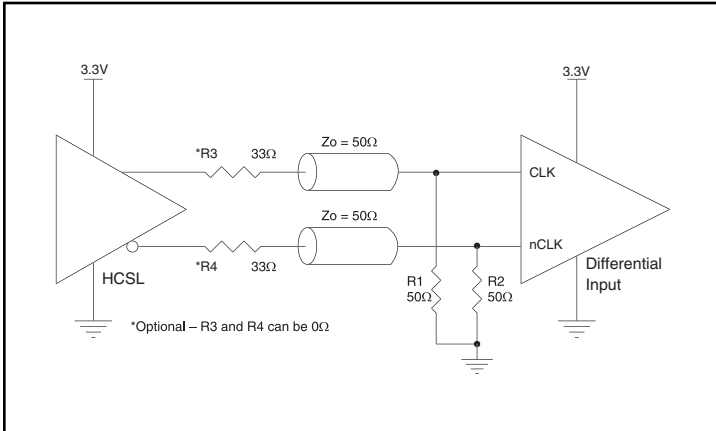 3.3V
3.3V
*R3 33Ω
Zo = 50Ω
CLK
Zo = 50Ω
nCLK
HCSL
*R4 33Ω
R1
50Ω
R2
50Ω
Differential
Input
*Optional – R3 and R4 can be 0Ω